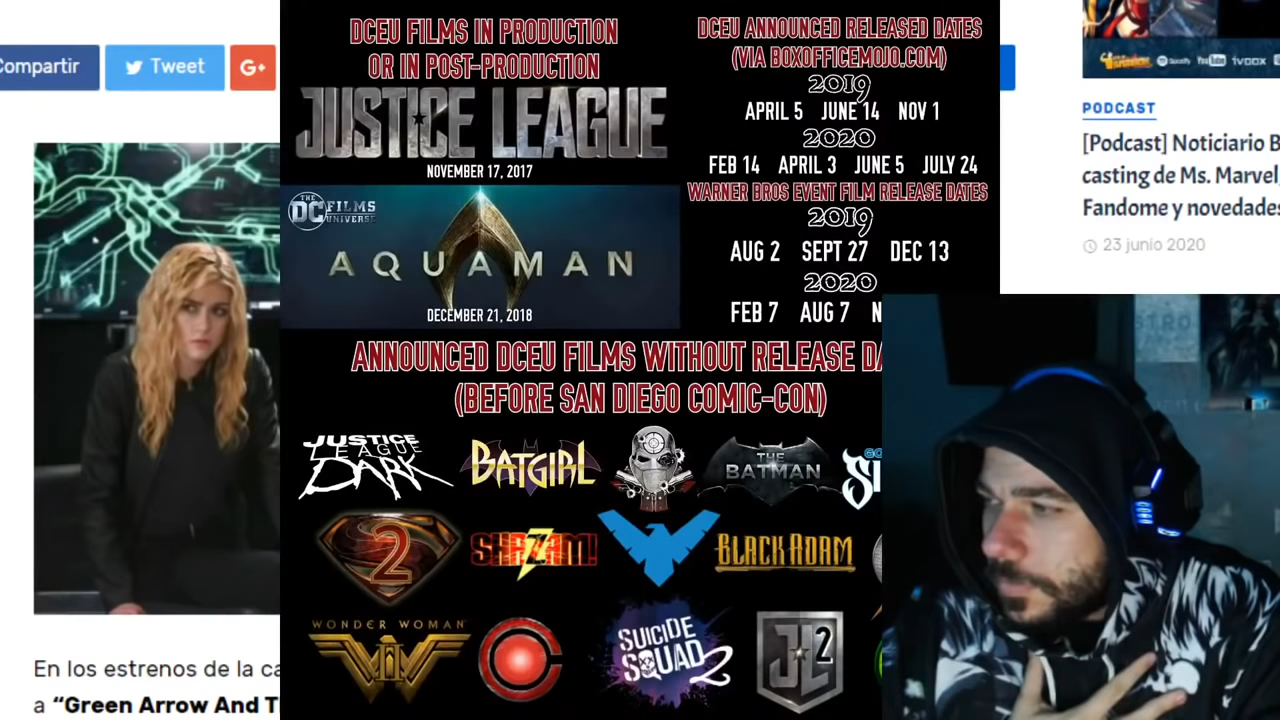 Compartir
Tweet
G+
DCEU FILMS IN PRODUCTION
OR IN POST-PRODUCTION
JUSTICE LEAGUE
NOVEMBER 17, 2017
THE
DC FILMS
UNIVERSE
AQUAMAN
DECEMBER 21, 2018
DCEU ANNOUNCED RELEASED DATES
(VIA BOXOFFICEMOJO.COM)
2019
APRIL 5 JUNE 14 NOV 1
2020
FEB 14 APRIL 3 JUNE 5 JULY 24
WARNER BROS EVENT FILM RELEASE DATES
2019
AUG 2 SEPT 27 DEC 13
2020
FEB 7 AUG 7 N
ANNOUNCED DCEU FILMS WITHOUT RELEASE DA
(BEFORE SAN DIEGO COMIC-CON)
JUSTICE
LEAGUE
DARK
BATGIRL
THE
BATMAN
2
SHAZAM!
BLACK ADAM
WONDER WOMAN
SUICIDE
SQUAD 2
JL 2
En los estrenos de la ca
a “Green Arrow And T
Spotify YouTube iVOOX
PODCAST
[Podcast] Noticiario B
casting de Ms. Marvel,
Fandome y novedades
23 junio 2020